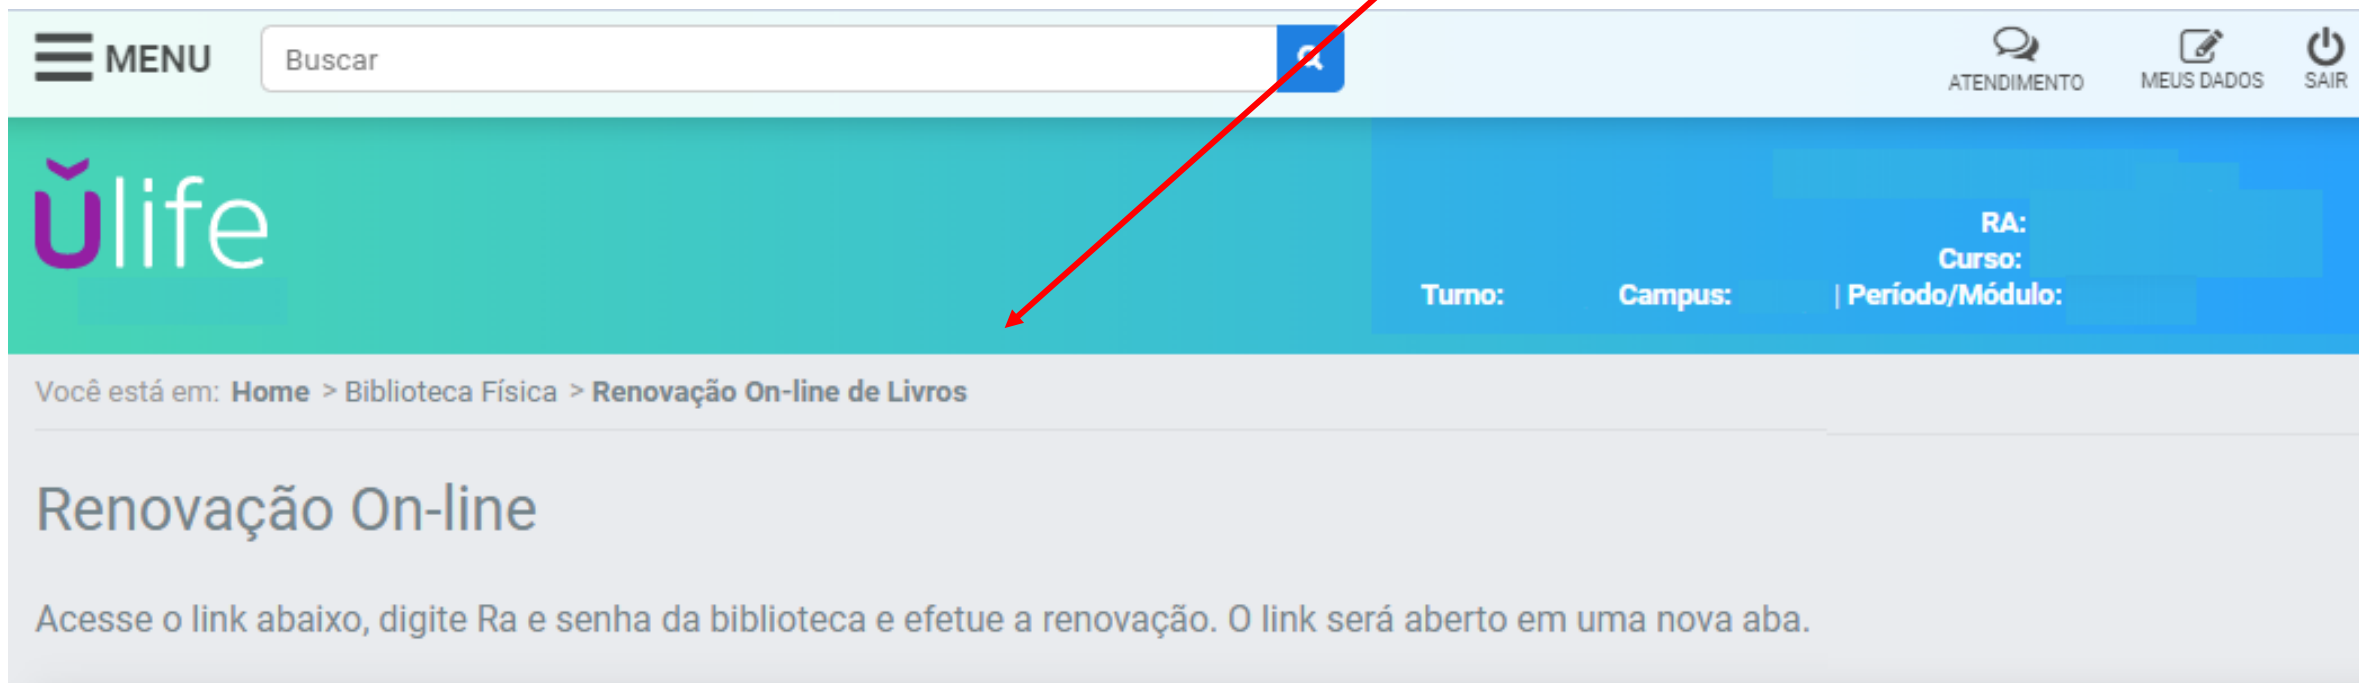 MENU
Buscar
ATENDIMENTO
MEUS DADOS
SAIR
ŭlife
RA:
Curso:
Turno: Campus: | Período/Módulo:
Você está em: Home > Biblioteca Física > Renovação On-line de Livros
Renovação On-line
Acesse o link abaixo, digite Ra e senha da biblioteca e efetue a renovação. O link será aberto em uma nova aba.